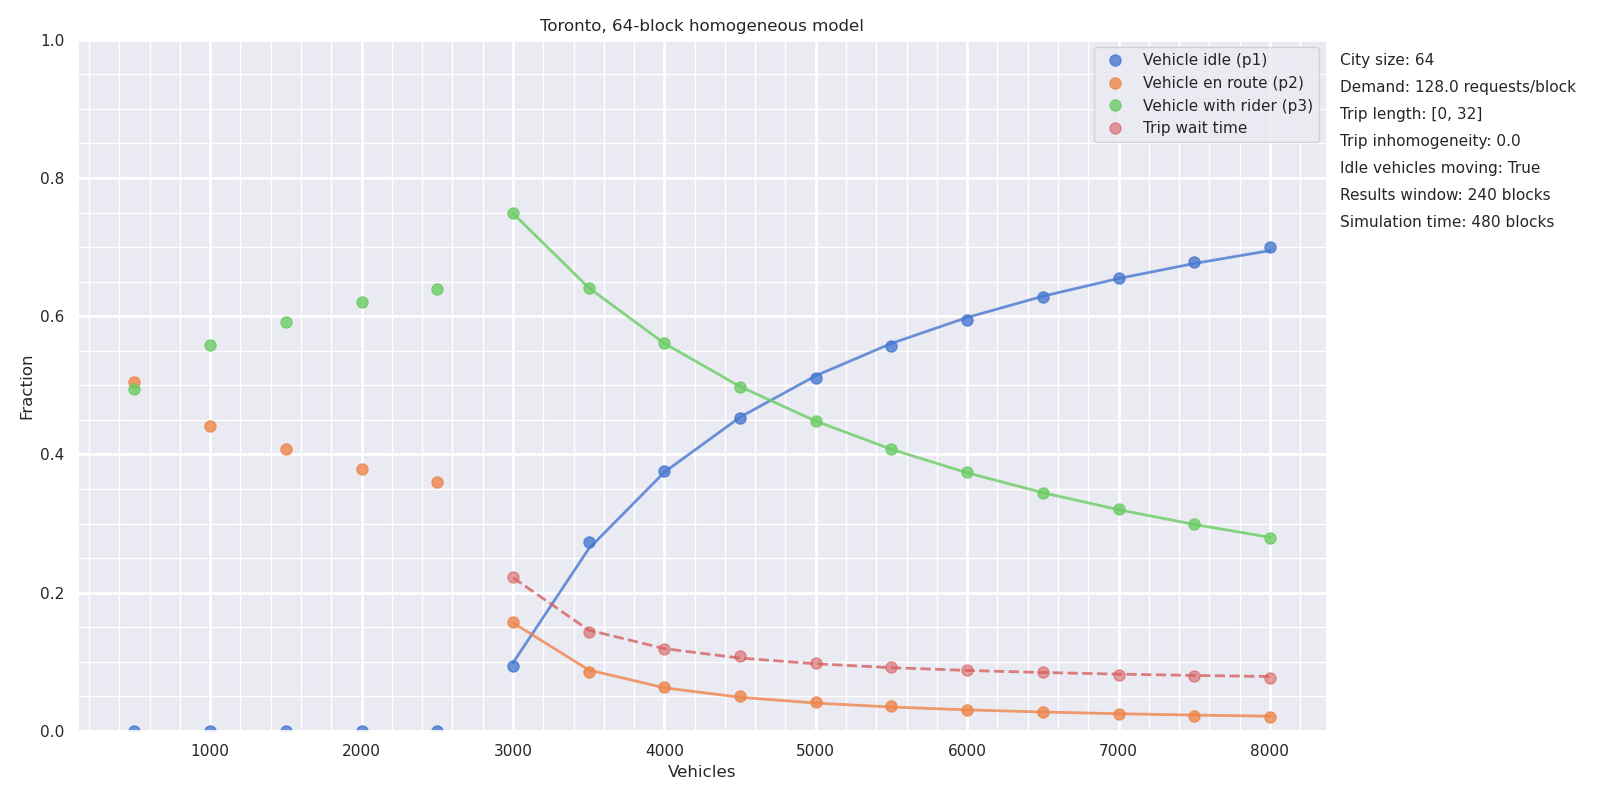 Toronto, 64-block homogeneous model
1.0
0.8
0.6
0.4
0.2
0.0
Fraction
Vehicle idle (p1)
Vehicle en route (p2)
Vehicle with rider (p3)
Trip wait time
City size: 64
Demand: 128.0 requests/block
Trip length: [0, 32]
Trip inhomogeneity: 0.0
Idle vehicles moving: True
Results window: 240 blocks
Simulation time: 480 blocks
1000 2000 3000 4000 5000 6000 7000 8000
Vehicles